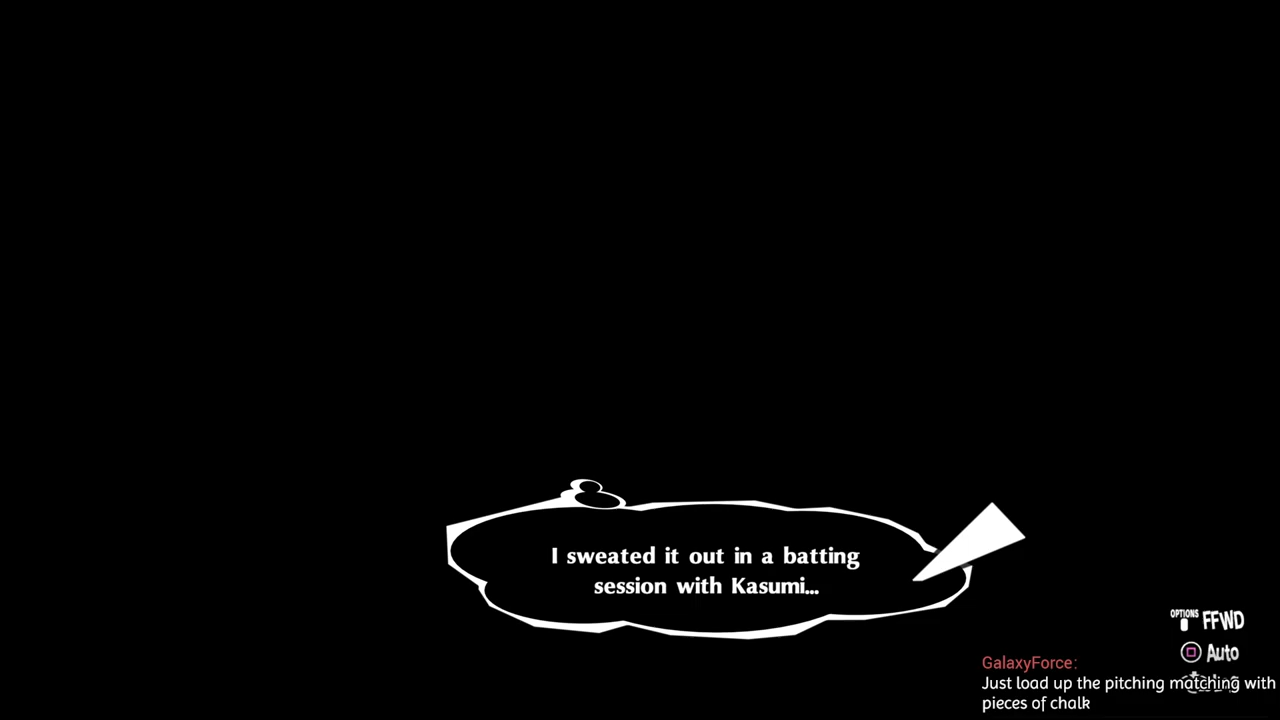 I sweated it out in a batting
session with Kasumi...
OPTIONS FFWD
Auto
GalaxyForce:
Just load up the pitching matching with
pieces of chalk